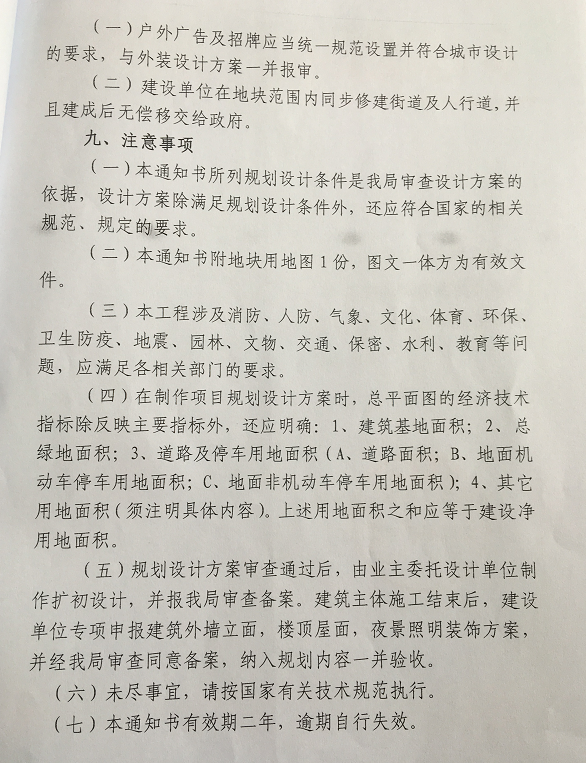 （一）户外广告及招牌应当统一规范设置并符合城市设计
的要求，与外装设计方案一并报审。
（二）建设单位在地块范围内同步修建街道及人行道,并
且建成后无偿移交给政府。
九、注意事项
（一）本通知书所列规划设计条件是我局审查设计方案的
依据，设计方案除满足规划设计条件外，还应符合国家的相关
规范、规定的要求。
（二）本通知书附地块用地图1份，图文一体方为有效文
件。
（三）本工程涉及消防、人防、气象、文化、体育、环保、
卫生防疫、地震、园林、文物、交通、保密、水利、教育等问
题，应满足各相关部门的要求。
（四）在制作项目规划设计方案时，总平面图的经济技术
指标除反映主要指标外，还应明确：1、建筑基地面积；2、总
绿地面积；3、道路及停车用地面积（A、道路面积；B、地面机
动车停车用地面积；C、地面非机动车停车用地面积）；4、其它
用地面积（须注明具体内容）。上述用地面积之和应等于建设净
用地面积。
（五）规划设计方案审查通过后，由业主委托设计单位制
作扩初设计，并报我局审查备案。建筑主体施工结束后，建设
单位专项申报建筑外墙立面，楼顶屋面，夜景照明装饰方案，
并经我局审查同意备案，纳入规划内容一并验收。
（六）未尽事宜，请按国家有关技术规范执行。
（七）本通知书有效期二年，逾期自行失效。